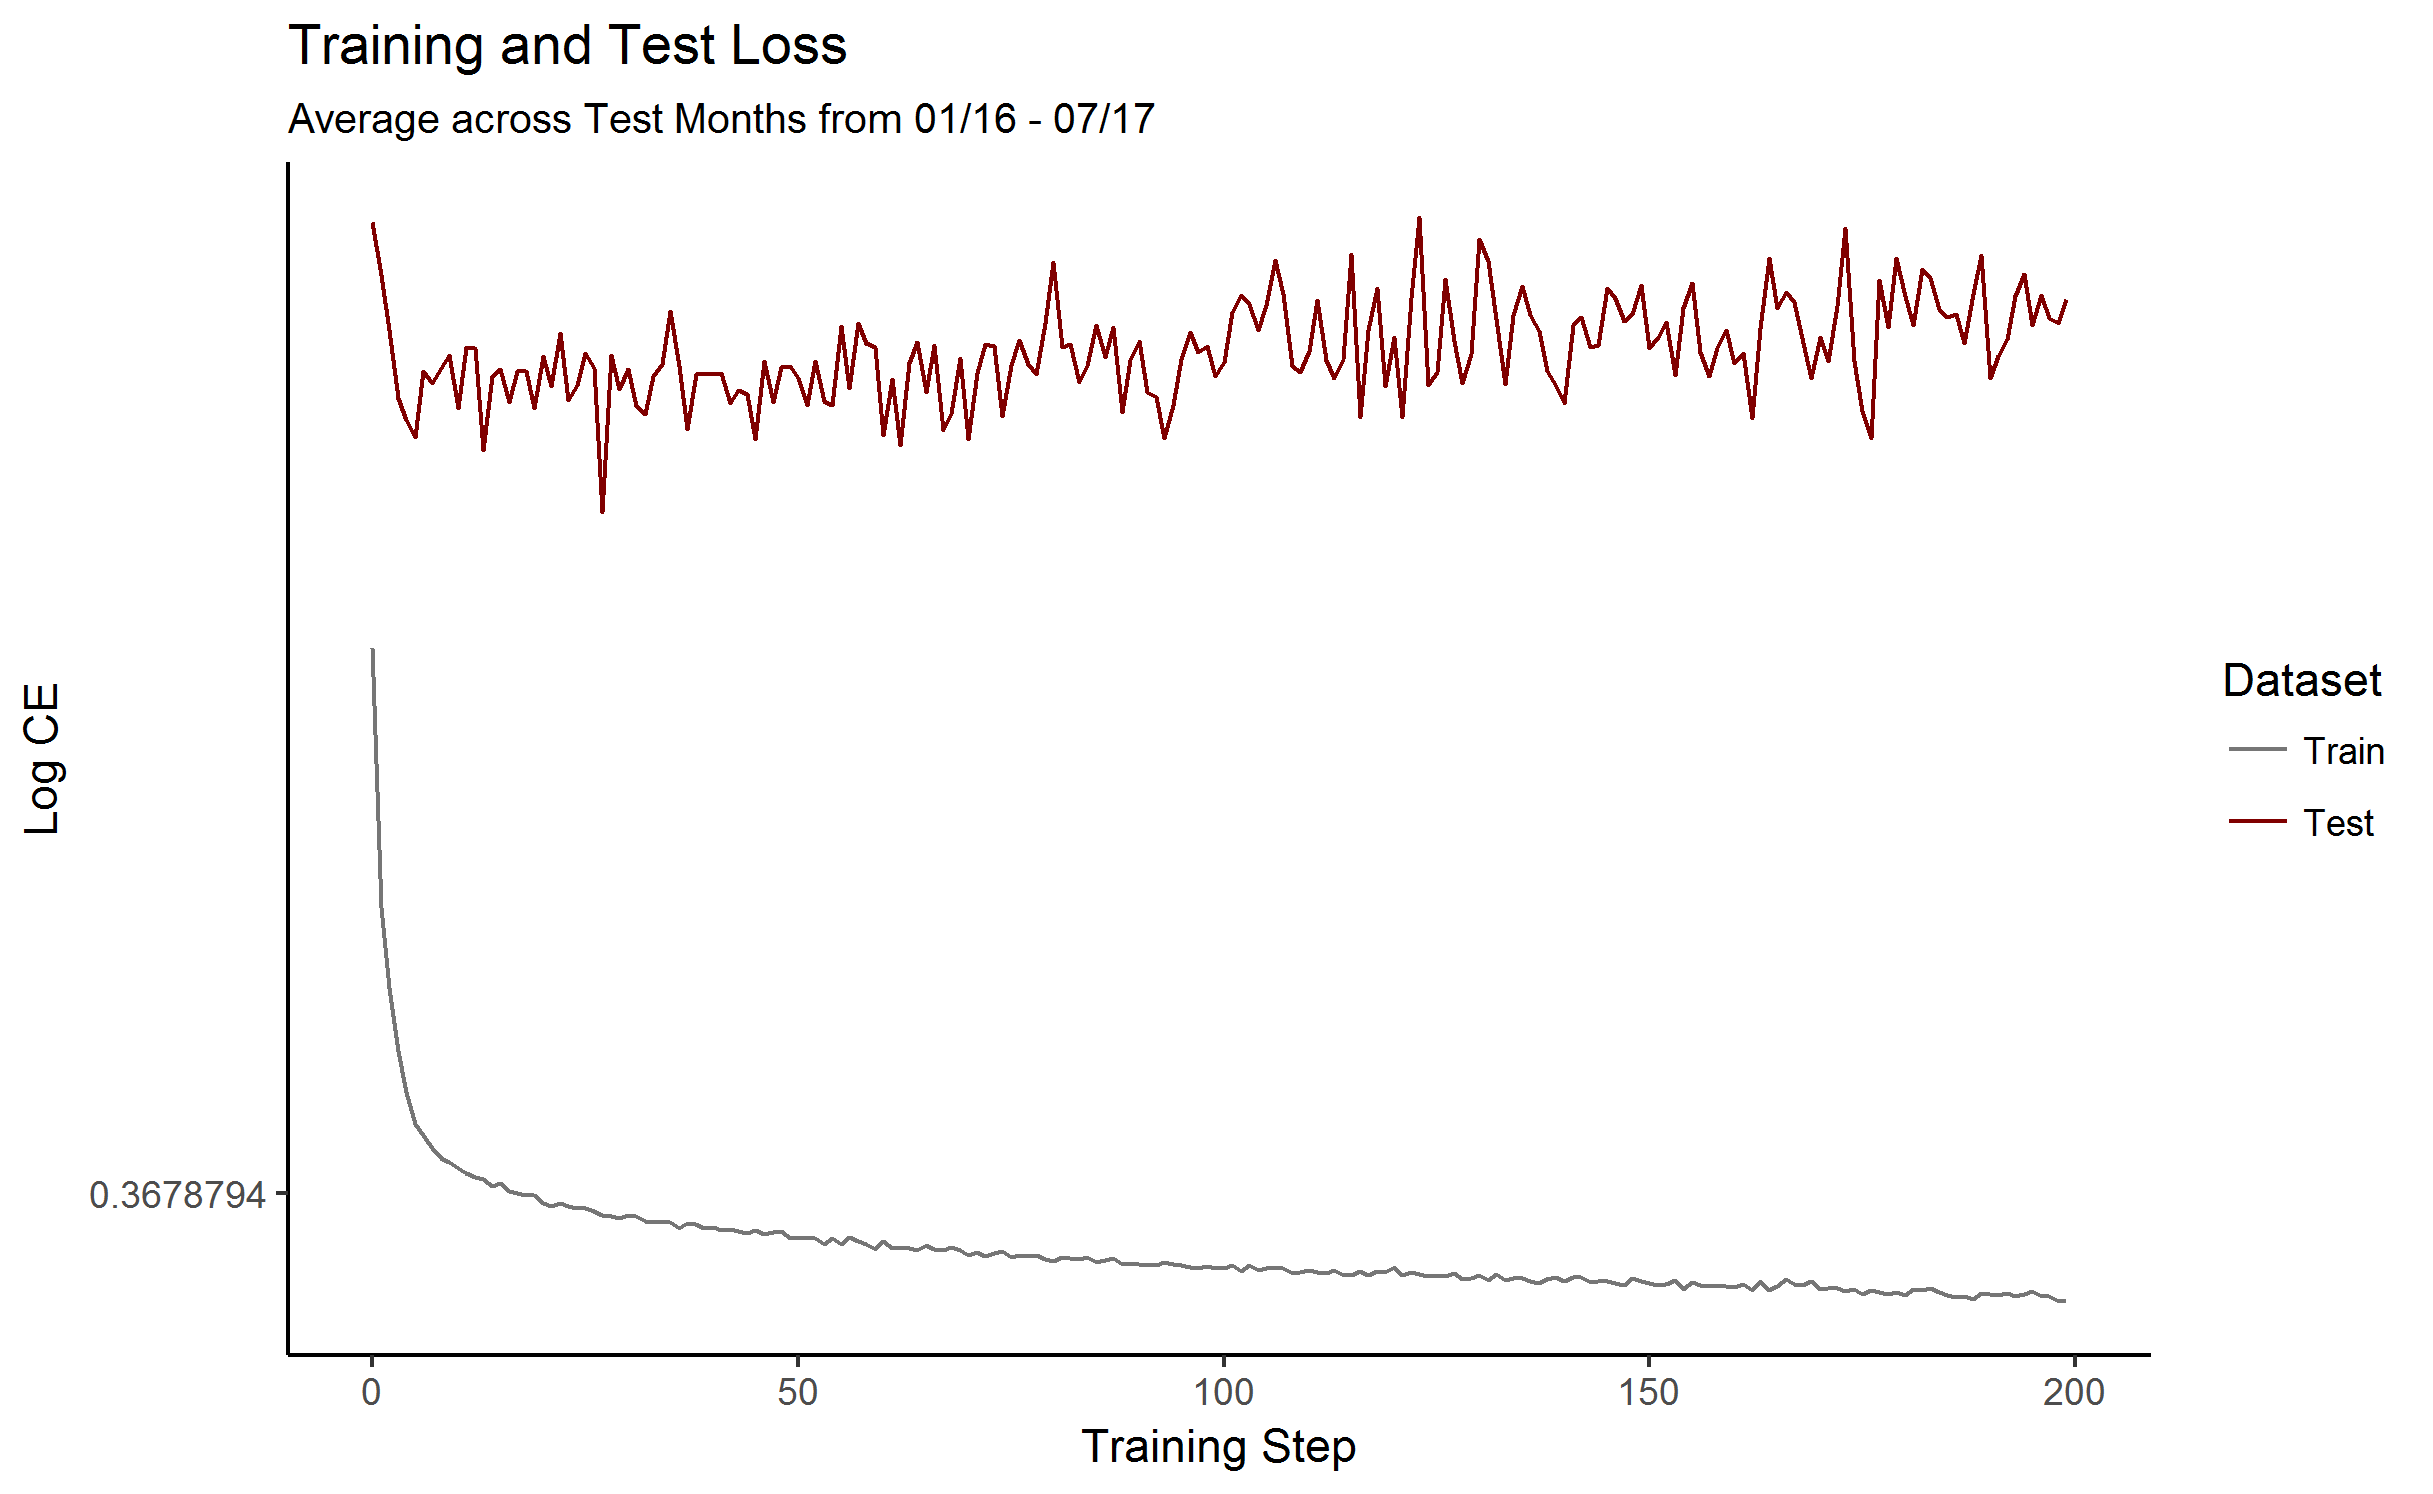 Training and Test Loss
Average across Test Months from 01/16 - 07/17
Log CE
0.3678794
0 50 100 150 200
Training Step
Dataset
Train
Test